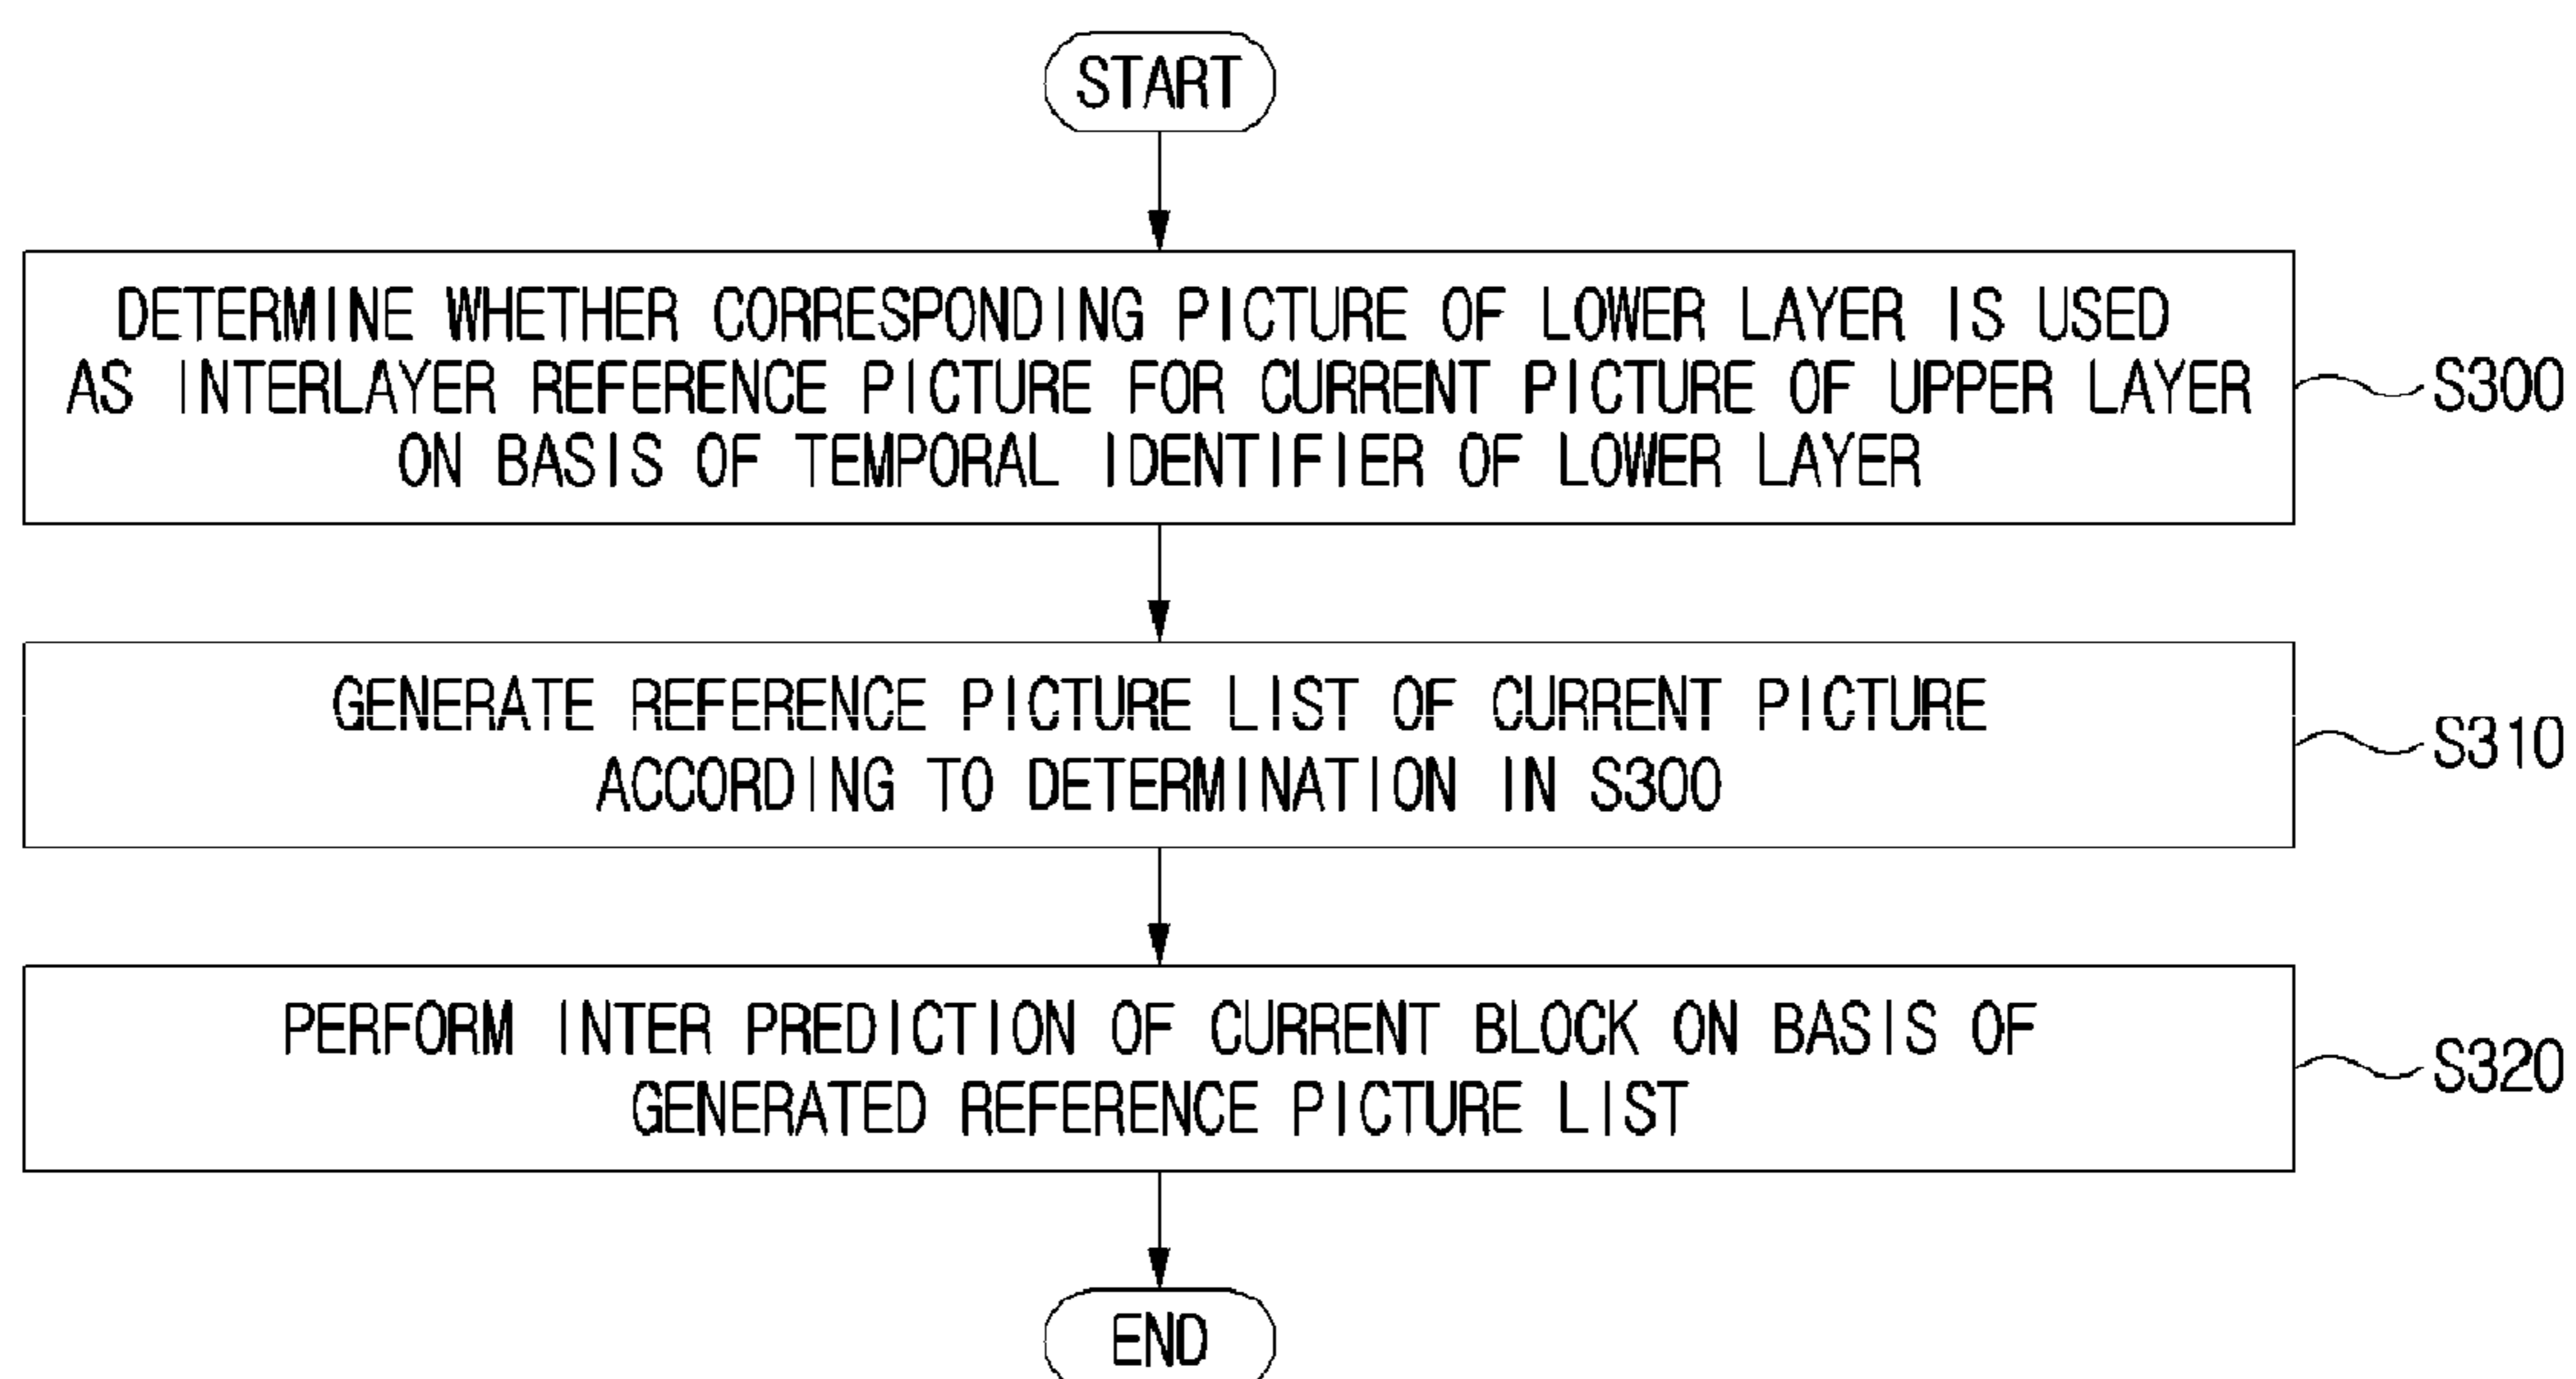 START
DETERMINE WHETHER CORRESPONDING PICTURE OF LOWER LAYER IS USED
AS INTERLAYER REFERENCE PICTURE FOR CURRENT PICTURE OF UPPER LAYER
ON BASIS OF TEMPORAL IDENTIFIER OF LOWER LAYER
S300
GENERATE REFERENCE PICTURE LIST OF CURRENT PICTURE
ACCORDING TO DETERMINATION IN S300
S310
PERFORM INTER PREDICTION OF CURRENT BLOCK ON BASIS OF
GENERATED REFERENCE PICTURE LIST
S320
END